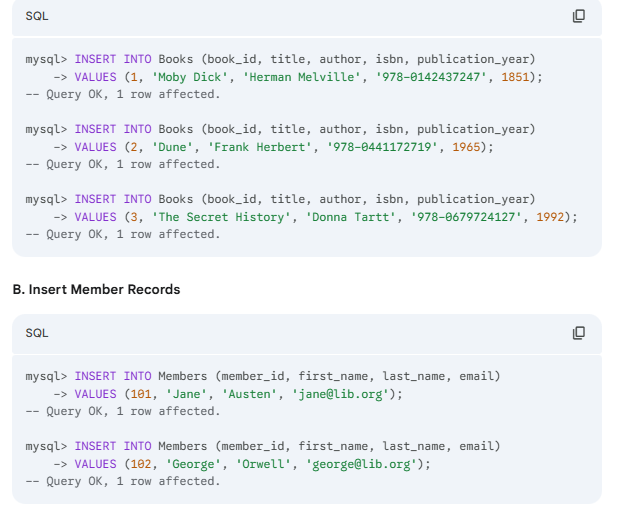 SQL
mysql> INSERT INTO Books (book_id, title, author, isbn, publication_year)
    -> VALUES (1, 'Moby Dick', 'Herman Melville', '978-0142437247', 1851);
-- Query OK, 1 row affected.
mysql> INSERT INTO Books (book_id, title, author, isbn, publication_year)
    -> VALUES (2, 'Dune', 'Frank Herbert', '978-0441172719', 1965);
-- Query OK, 1 row affected.
mysql> INSERT INTO Books (book_id, title, author, isbn, publication_year)
    -> VALUES (3, 'The Secret History', 'Donna Tartt', '978-0679724127', 1992);
-- Query OK, 1 row affected.
B. Insert Member Records
SQL
mysql> INSERT INTO Members (member_id, first_name, last_name, email)
    -> VALUES (101, 'Jane', 'Austen', 'jane@lib.org');
-- Query OK, 1 row affected.
mysql> INSERT INTO Members (member_id, first_name, last_name, email)
    -> VALUES (102, 'George', 'Orwell', 'george@lib.org');
-- Query OK, 1 row affected.